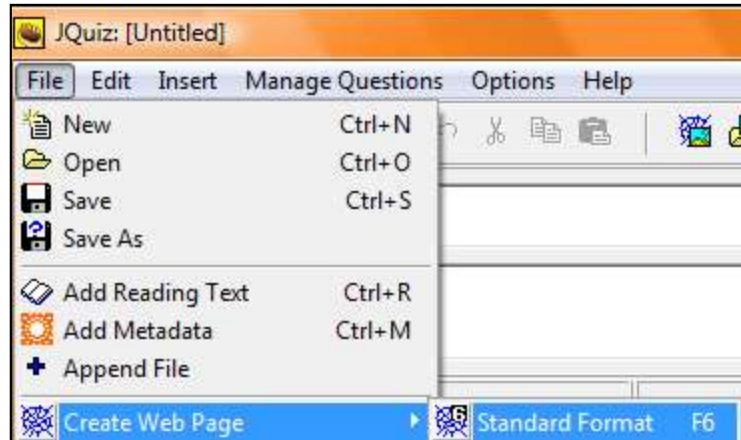 JQuiz: [Untitled]
File Edit Insert Manage Questions Options Help
New Ctrl+N
Open Ctrl+O
Save Ctrl+S
Save As
Add Reading Text Ctrl+R
Add Metadata Ctrl+M
Append File
Create Web Page Standard Format F6